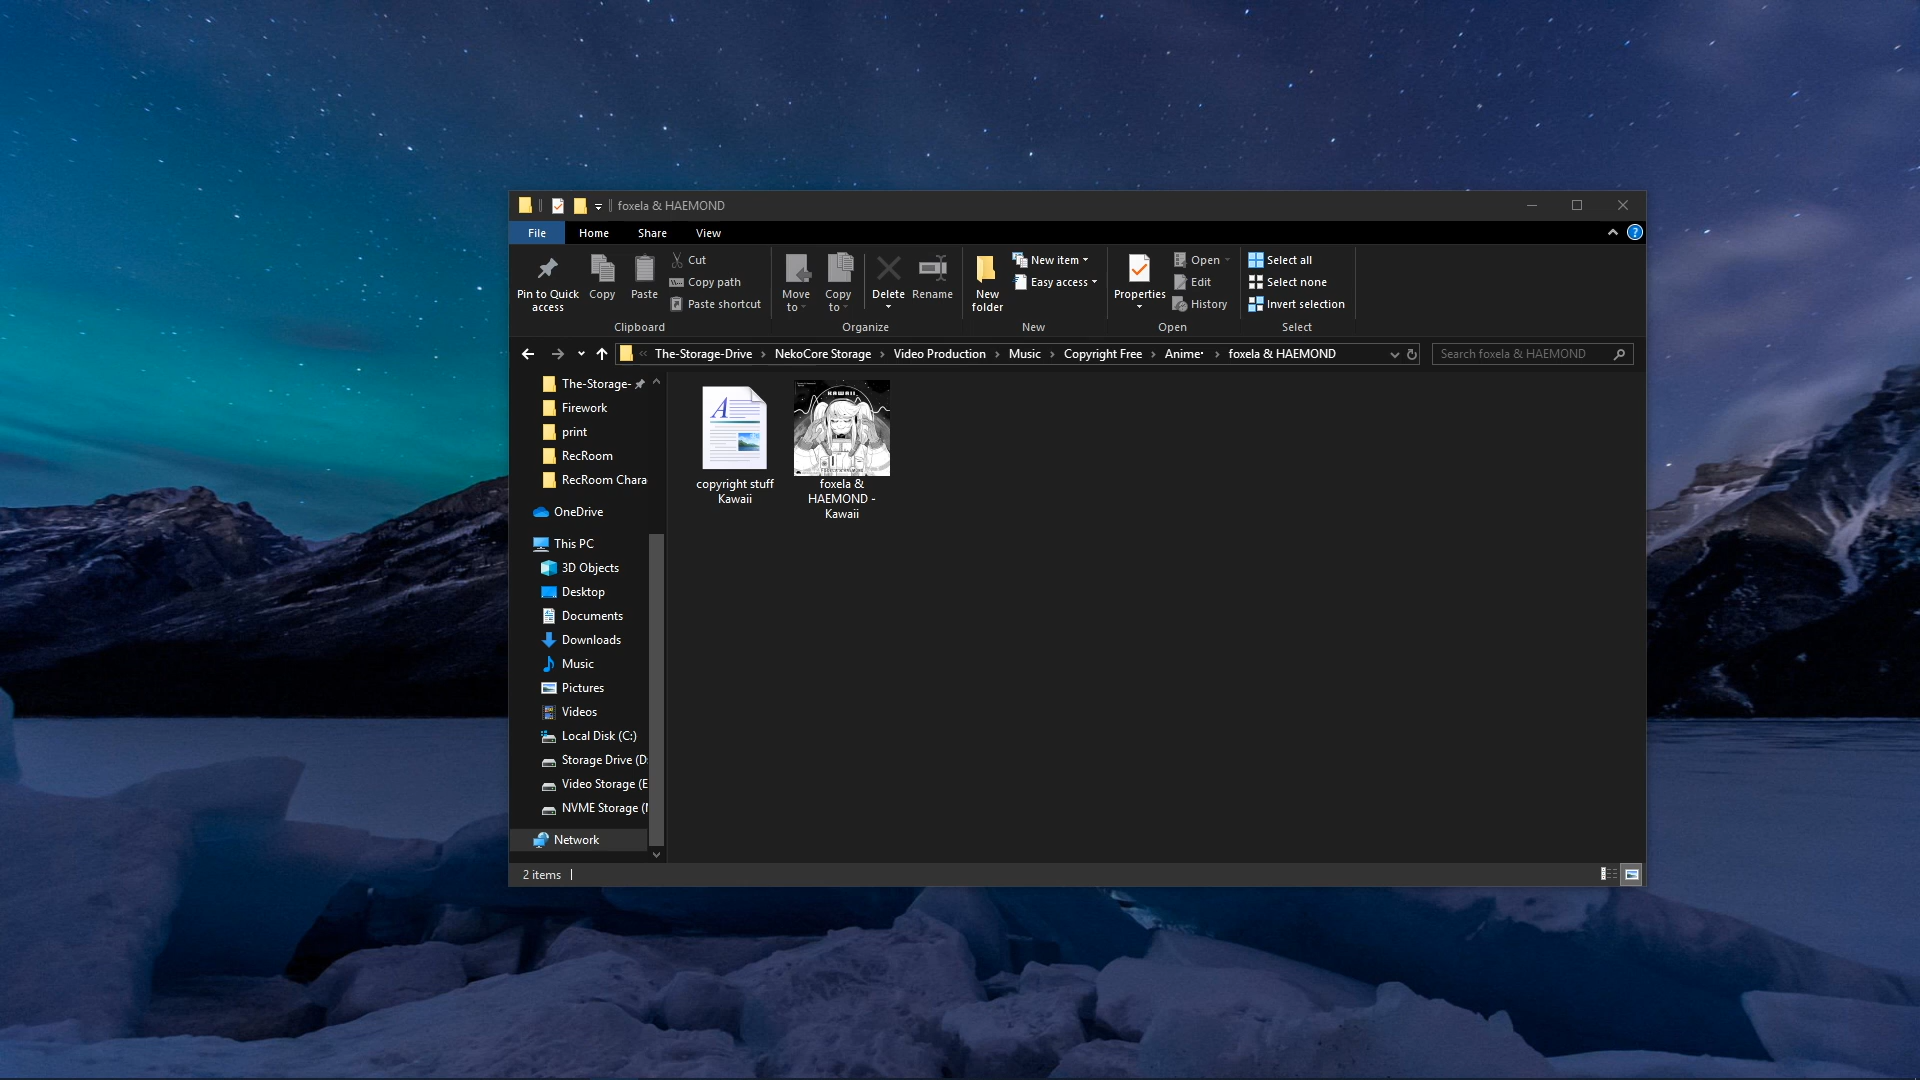 foxela & HAEMOND
File
Home
Share
View
Pin to Quick
access
Copy
Paste
Cut
Copy path
Paste shortcut
Clipboard
Move
to
Copy
to
Delete
Rename
Organize
New
folder
New item
Easy access
New
Properties
Open
Edit
History
Open
Select all
Select none
Invert selection
Select
« The-Storage-Drive › NekoCore Storage › Video Production › Music › Copyright Free › Anime• › foxela & HAEMOND
Search foxela & HAEMOND
The-Storage-
Firework
print
RecRoom
RecRoom Chara
OneDrive
This PC
3D Objects
Desktop
Documents
Downloads
Music
Pictures
Videos
Local Disk (C:)
Storage Drive (D:
Video Storage (E
NVME Storage (
Network
KAWAII
copyright stuff
Kawaii
foxela &
HAEMOND -
Kawaii
2 items